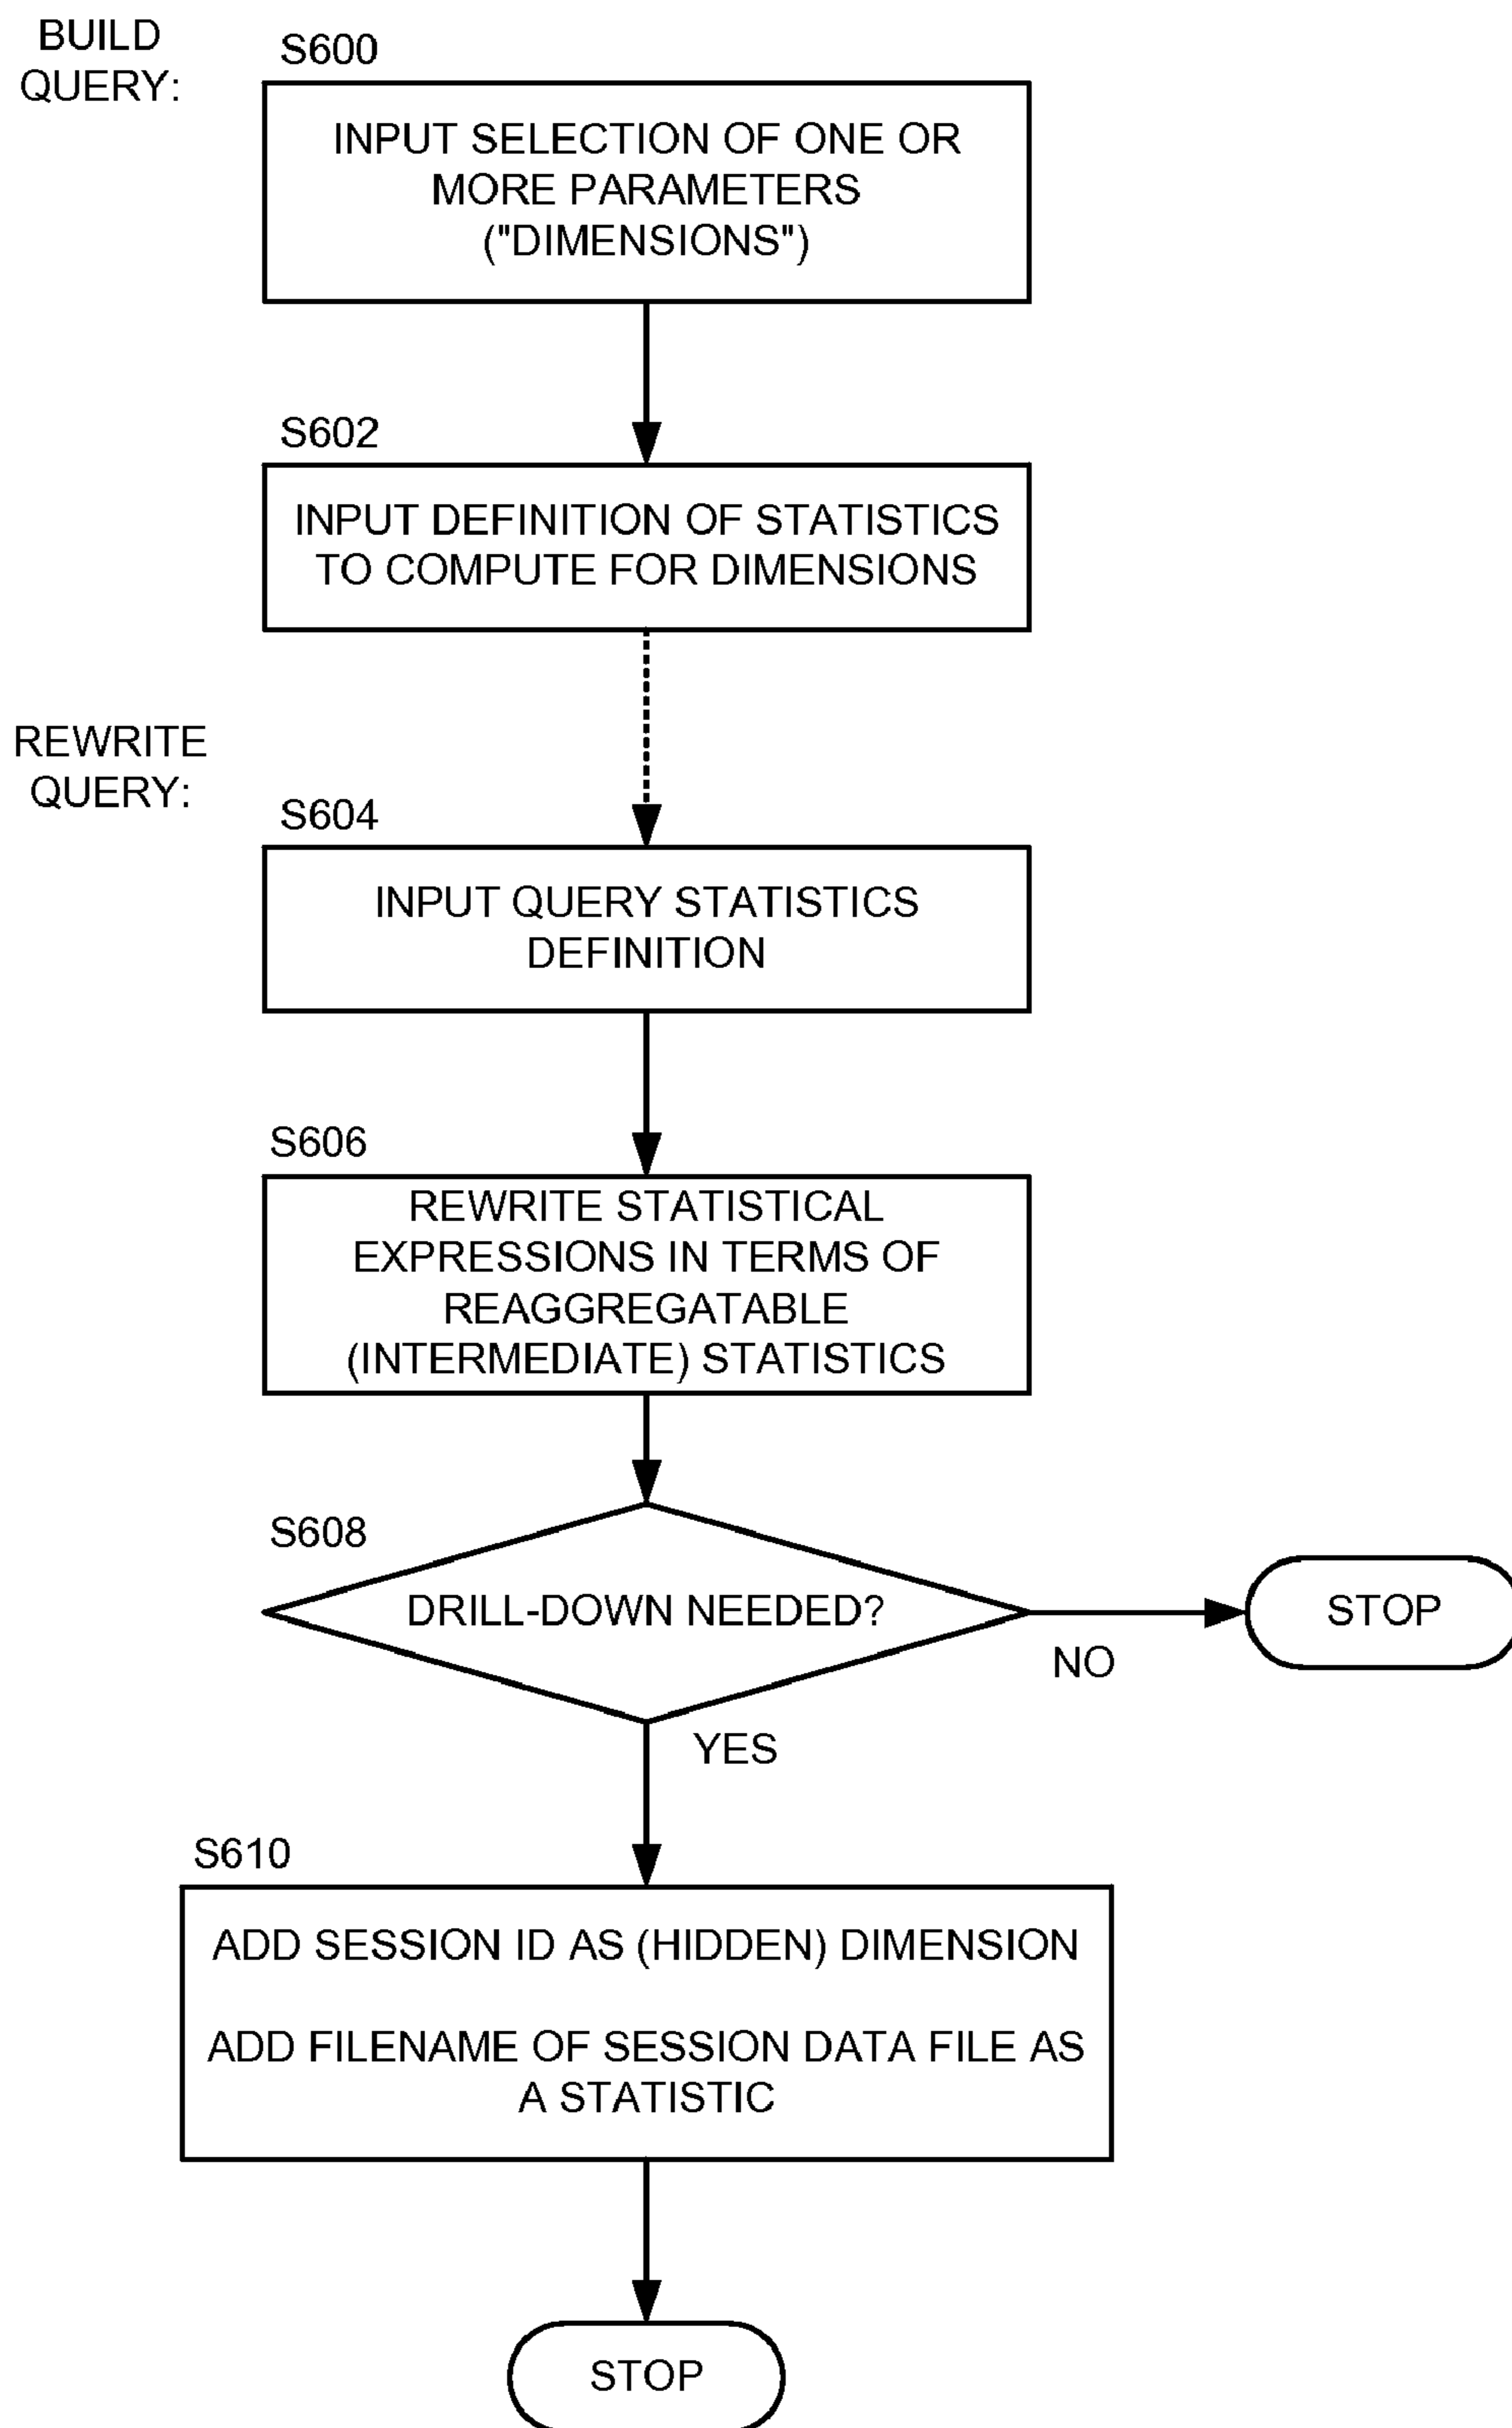 BUILD
QUERY:
S600
INPUT SELECTION OF ONE OR
MORE PARAMETERS
("DIMENSIONS")
S602
INPUT DEFINITION OF STATISTICS
TO COMPUTE FOR DIMENSIONS
REWRITE
QUERY:
S604
INPUT QUERY STATISTICS
DEFINITION
S606
REWRITE STATISTICAL
EXPRESSIONS IN TERMS OF
REAGGREGATABLE
(INTERMEDIATE) STATISTICS
S608
DRILL-DOWN NEEDED?
STOP
NO
YES
S610
ADD SESSION ID AS (HIDDEN) DIMENSION
ADD FILENAME OF SESSION DATA FILE AS
A STATISTIC
STOP